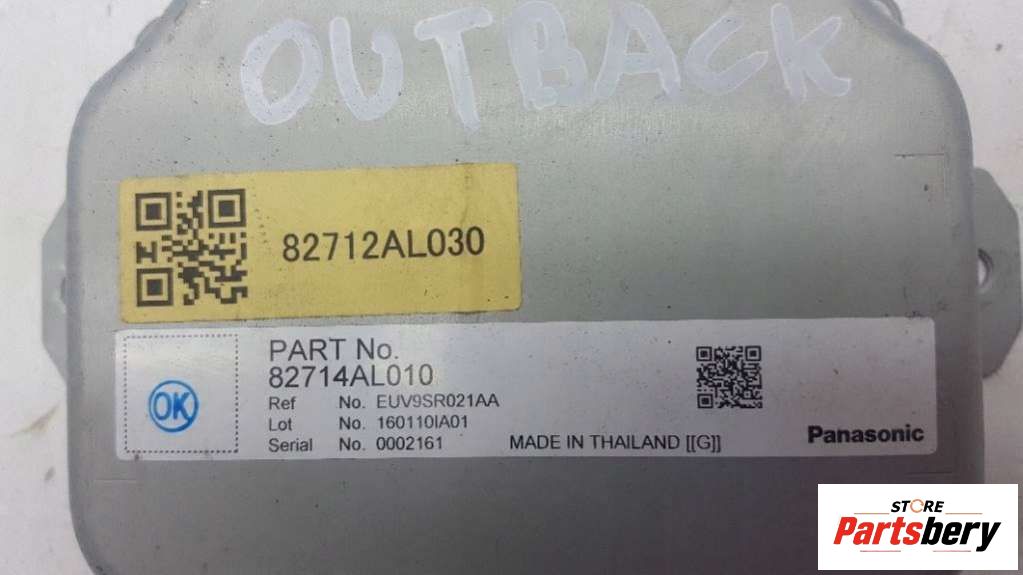 OUTBACK
82712AL030
PART No.
82714AL010
OK
Ref No. EUV9SR021AA
Lot No. 160110IA01
Serial No. 0002161 MADE IN THAILAND [[G]]
Panasonic
STORE
Partsbery